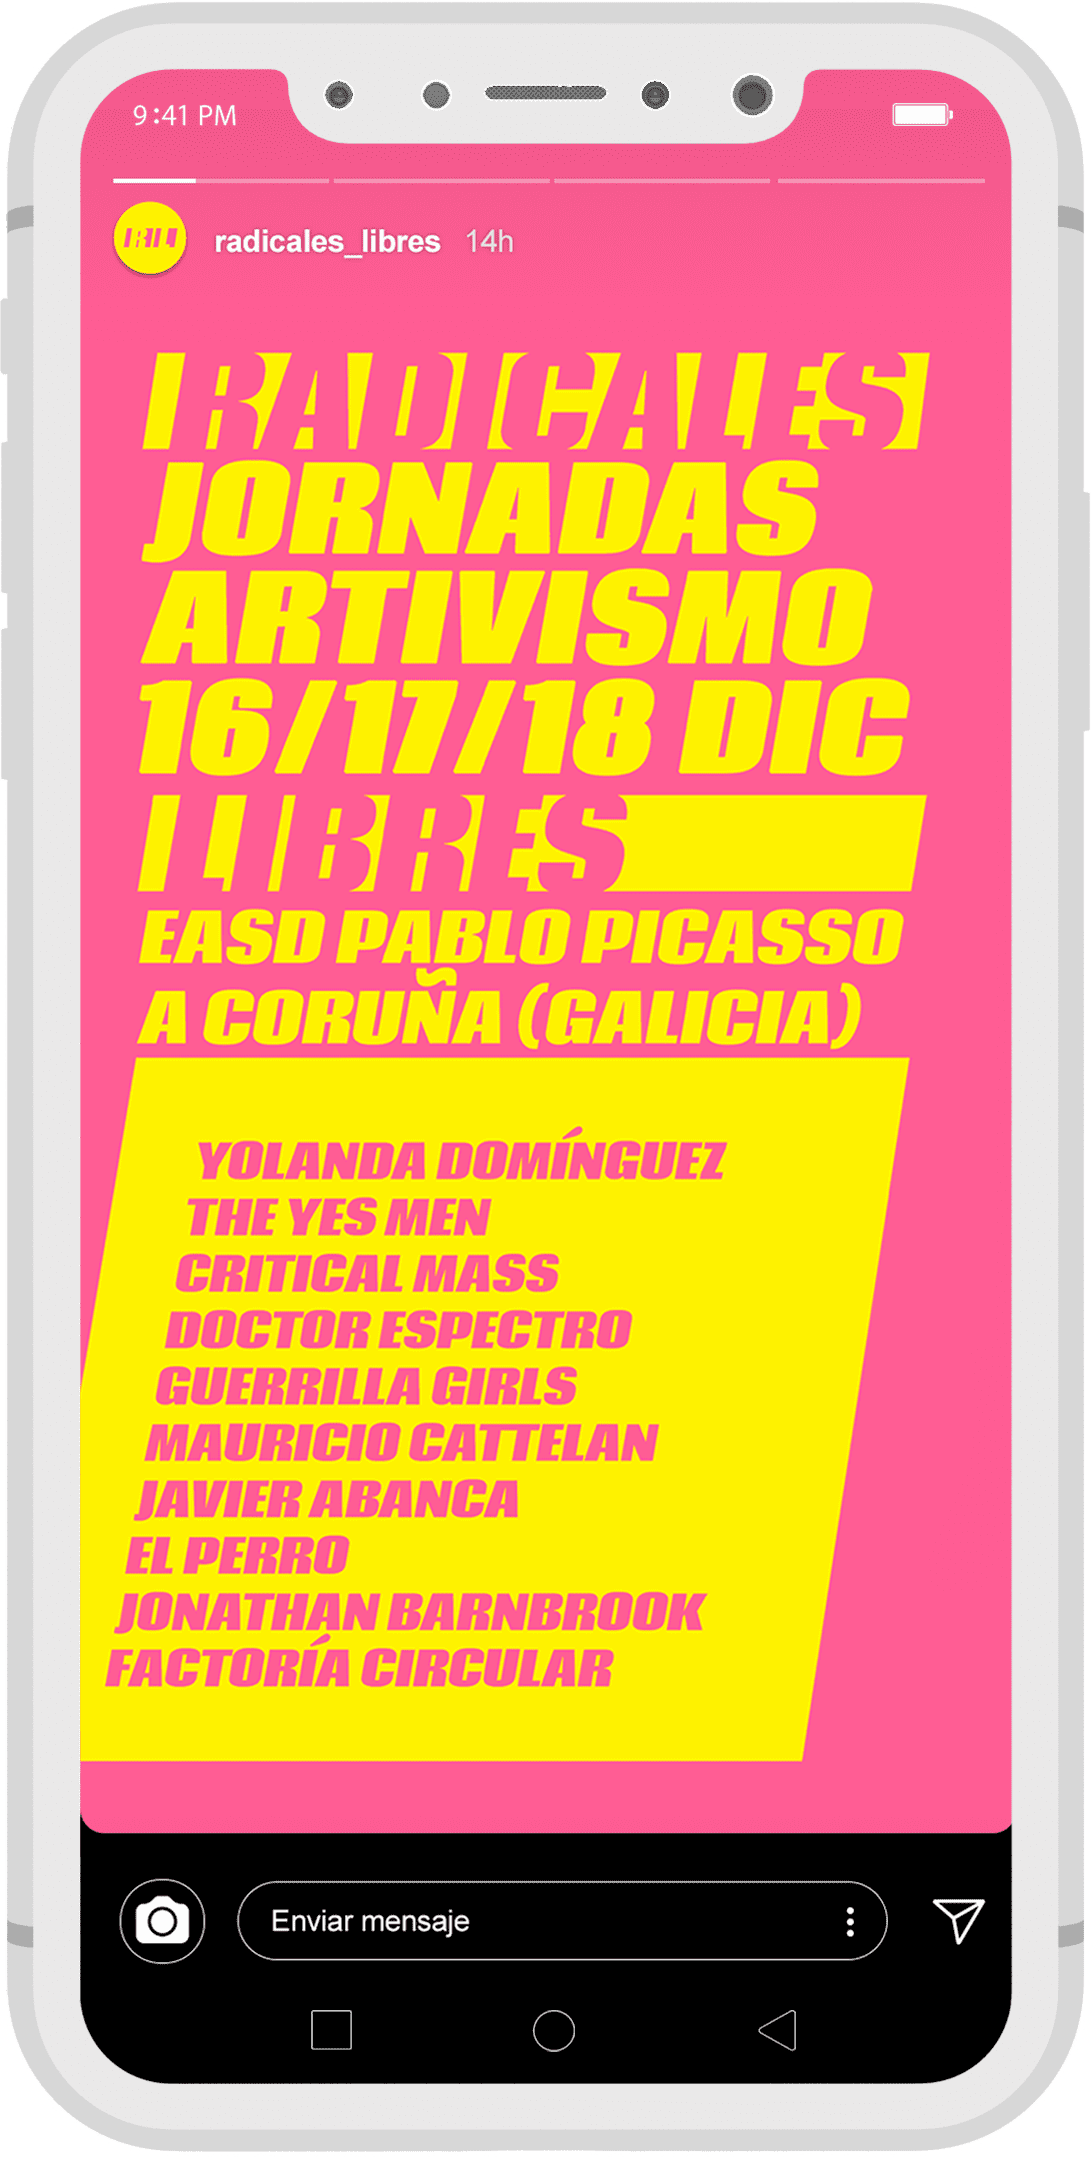 9:41 PM
radicales_libres 14h
RADICALES
JORNADAS
ARTIVISMO
16/17/18 DIC
LIBRES
EASD PABLO PICASSO
A CORUÑA (GALICIA)
YOLANDA DOMÍNGUEZ
THE YES MEN
CRITICAL MASS
DOCTOR ESPECTRO
GUERRILLA GIRLS
MAURICIO CATTELAN
JAVIER ABANCA
EL PERRO
JONATHAN BARNBROOK
FACTORÍA CIRCULAR
Enviar mensaje